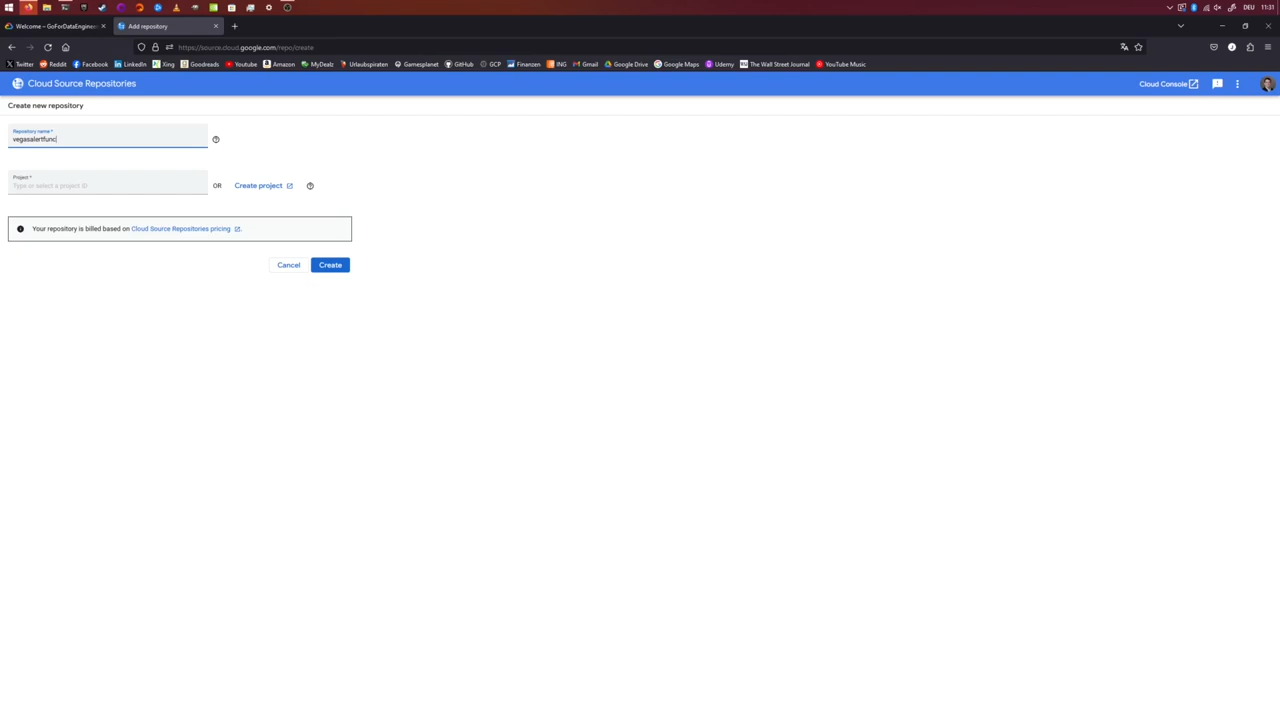 DEU 11:31
Welcome – GoForDataEnginee
Add repository
https://source.cloud.google.com/repo/create
Twitter Reddit Facebook LinkedIn Xing Goodreads Youtube Amazon MyDealz Urlaubspiraten Gamesplanet GitHub GCP Finanzen ING Gmail Google Drive Google Maps Udemy The Wall Street Journal YouTube Music
Cloud Source Repositories
Cloud Console
Create new repository
Repository name *
vegasalertfunc
Project *
Type or select a project ID
OR
Create project
Your repository is billed based on Cloud Source Repositories pricing .
Cancel
Create